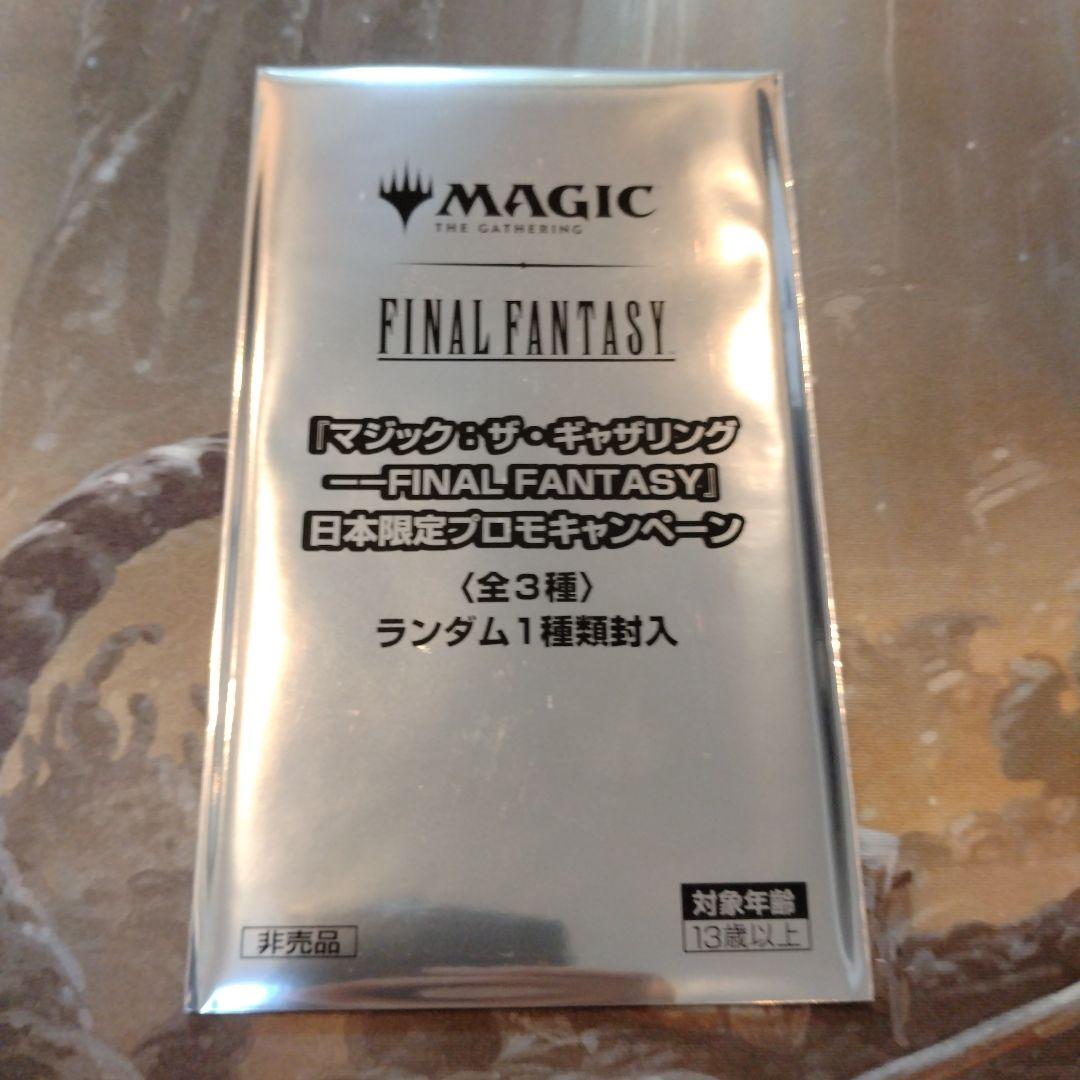 MAGIC
THE GATHERING
FINAL FANTASY
『マジック：ザ・ギャザリング
──FINAL FANTASY』
日本限定プロモキャンペーン
〈全3種〉
ランダム1種類封入
非売品
対象年齢
13歳以上